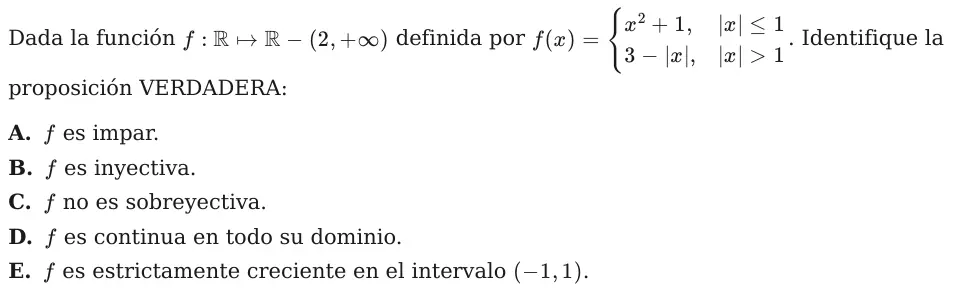 Dada la función f : ℝ ↦ ℝ − (2, +∞) definida por f(x) = { x² + 1, |x| ≤ 1
3 − |x|, |x| > 1 . Identifique la
proposición VERDADERA:
A. f es impar.
B. f es inyectiva.
C. f no es sobreyectiva.
D. f es continua en todo su dominio.
E. f es estrictamente creciente en el intervalo (−1, 1).